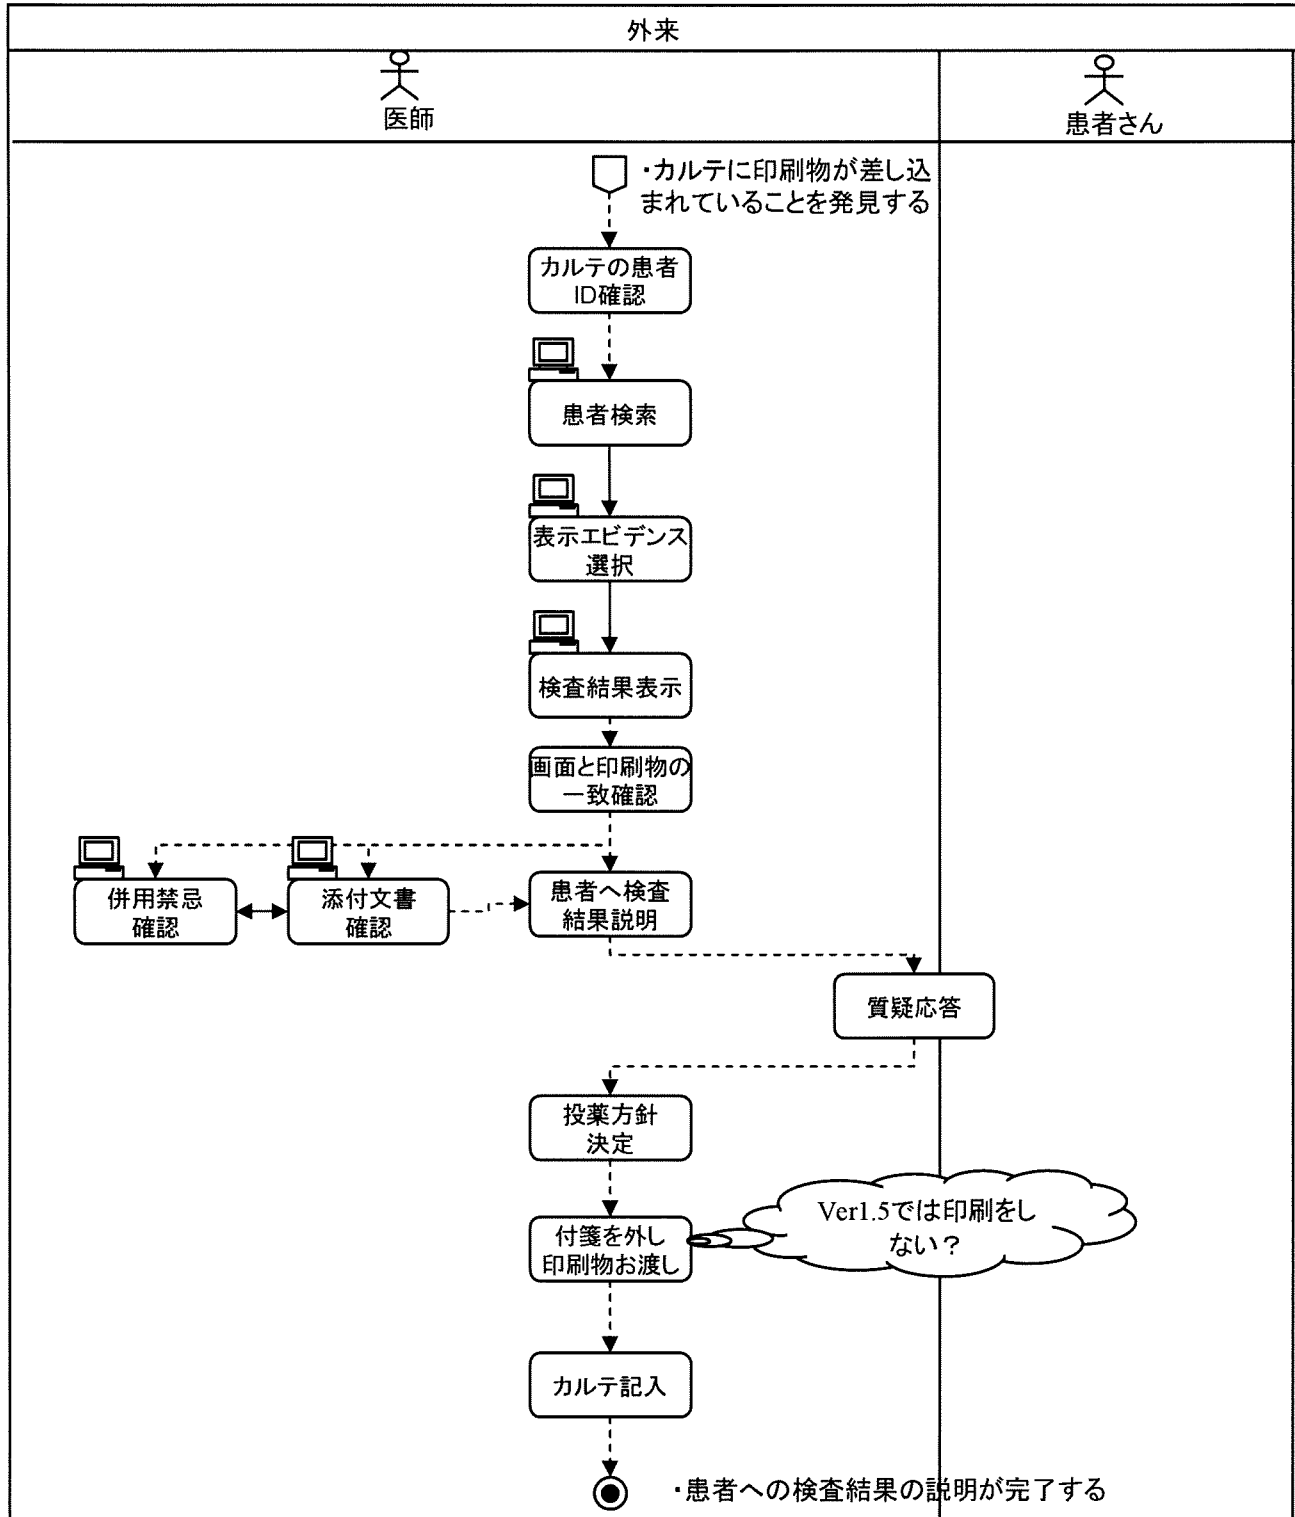 外来
医師
患者さん
・カルテに印刷物が差し込
まれていることを発見する
カルテの患者
ID確認
患者検索
表示エビデンス
選択
検査結果表示
画面と印刷物の
一致確認
併用禁忌
確認
添付文書
確認
患者へ検査
結果説明
質疑応答
投薬方針
決定
付箋を外し
印刷物お渡し
Ver1.5では印刷をし
ない?
カルテ記入
・患者への検査結果の説明が完了する